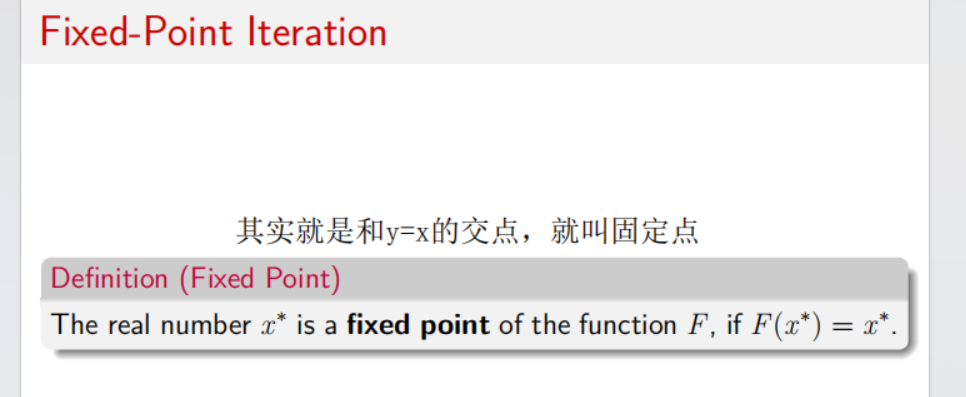 Fixed-Point Iteration
其实就是和y=x的交点，就叫固定点
Definition (Fixed Point)
The real number x* is a fixed point of the function F, if F(x*) = x*.